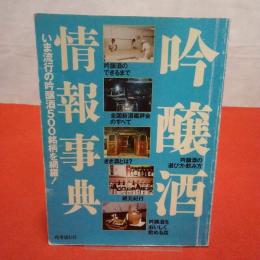 吟醸酒
情報事典
いま流行の吟醸酒500銘柄を網羅!
吟醸酒の
できるまで
全国新酒鑑評会
のすべて
きき酒とは?
吟醸酒の
選び方・飲み方
蔵元紀行
吟醸酒を
おいしく
飲める店